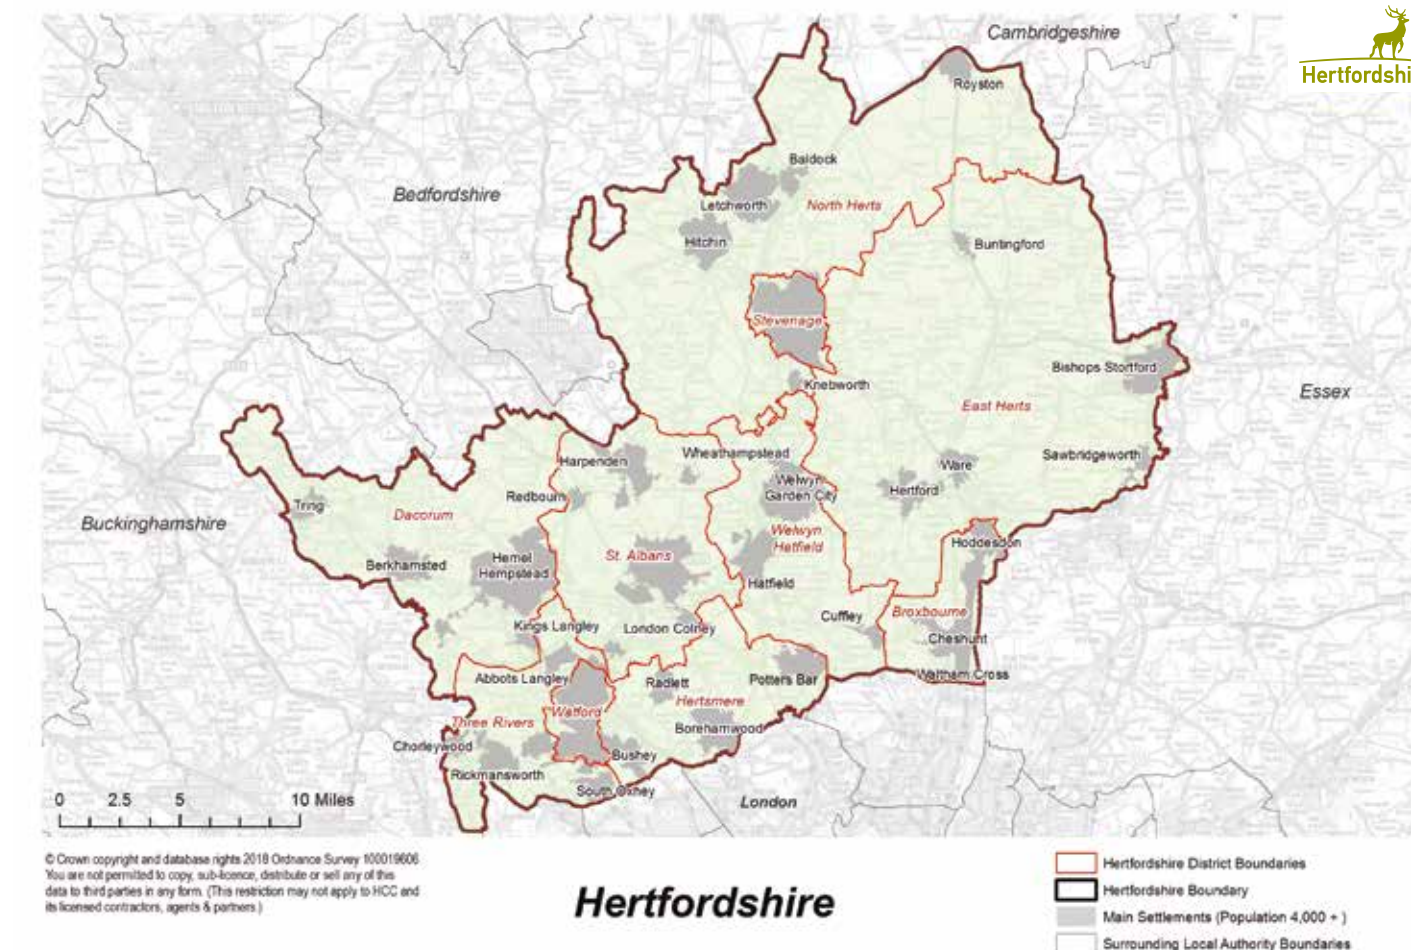 Cambridgeshire
Hertfordshi
Royston
Baldock
Bedfordshire
Letchworth
North Herts
Hitchin
Buntingford
Stevenage
Bishops Stortford
Knebworth
Essex
East Herts
Harpenden
Wheathampstead
Sawbridgeworth
Ware
Welwyn
Garden City
Hertford
Redbourn
Tring
Dacorum
Buckinghamshire
Welwyn
Hatfield
Hoddesdon
St. Albans
Hemel
Hempstead
Berkhamsted
Hatfield
Broxbourne
Cuffley
Kings Langley
London Colney
Cheshunt
Waltham Cross
Abbots Langley
Radlett
Potters Bar
Hertsmere
Watford
Three Rivers
Borehamwood
Chorleywood
Bushey
Rickmansworth
South Oxhey
London
0 2.5 5 10 Miles
© Crown copyright and database rights 2018 Ordnance Survey 100019606
You are not permitted to copy, sub-licence, distribute or sell any of this
data to third parties in any form. (This restriction may not apply to HCC and
its licensed contractors, agents & partners.)
Hertfordshire
Hertfordshire District Boundaries
Hertfordshire Boundary
Main Settlements (Population 4,000 + )
Surrounding Local Authority Boundaries